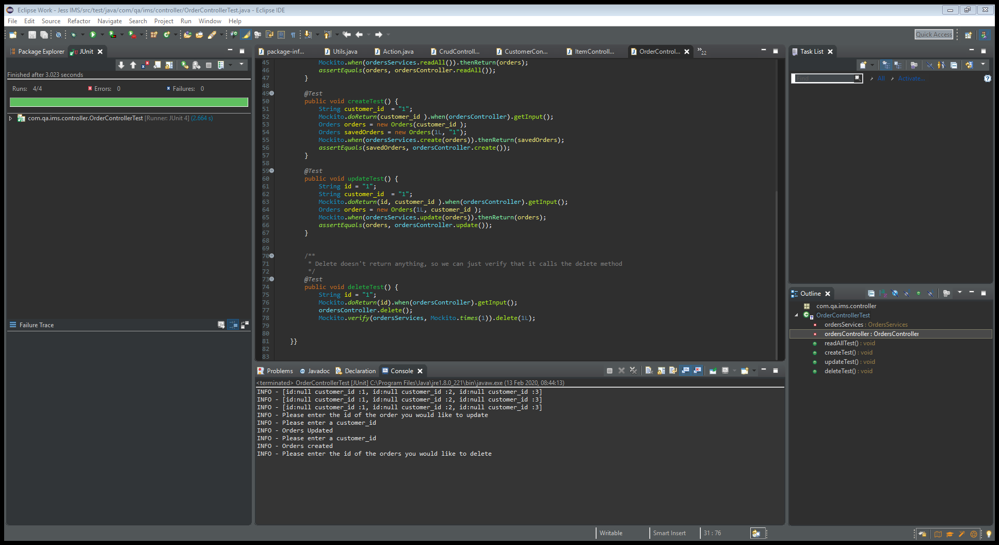 Eclipse Work - Jess IMS/src/test/java/com/qa/ims/controller/OrderControllerTest.java - Eclipse IDE
File Edit Source Refactor Navigate Search Project Run Window Help
Quick Access
Package Explorer JUnit
Finished after 3.023 seconds
Runs: 4/4 Errors: 0 Failures: 0
com.qa.ims.controller.OrderControllerTest [Runner: JUnit 4] (2.664 s)
Failure Trace
package-inf... Utils.java Action.java CrudControll... CustomerCon... ItemControll... OrderControl... »22
45 Mockito.when(ordersServices.readAll()).thenReturn(orders);
46 assertEquals(orders, ordersController.readAll());
47 }
48
49 @Test
50 public void createTest() {
51 String customer_id  = "1";
52 Mockito.doReturn(customer_id ).when(ordersController).getInput();
53 Orders orders = new Orders(customer_id );
54 Orders savedOrders = new Orders(1L, "1");
55 Mockito.when(ordersServices.create(orders)).thenReturn(savedOrders);
56 assertEquals(savedOrders, ordersController.create());
57 }
58
59 @Test
60 public void updateTest() {
61 String id = "1";
62 String customer_id  = "1";
63 Mockito.doReturn(id, customer_id ).when(ordersController).getInput();
64 Orders orders = new Orders(1L, customer_id );
65 Mockito.when(ordersServices.update(orders)).thenReturn(orders);
66 assertEquals(orders, ordersController.update());
67 }
68
69
70 /**
71 * Delete doesn't return anything, so we can just verify that it calls the delete method
72 */
73 @Test
74 public void deleteTest() {
75 String id = "1";
76 Mockito.doReturn(id).when(ordersController).getInput();
77 ordersController.delete();
78 Mockito.verify(ordersServices, Mockito.times(1)).delete(1L);
79
80
81 }}
82
83
Problems Javadoc Declaration Console
<terminated> OrderControllerTest [JUnit] C:\Program Files\Java\jre1.8.0_221\bin\javaw.exe (13 Feb 2020, 08:44:13)
INFO - [id:null customer_id :1, id:null customer_id :2, id:null customer_id :3]
INFO - [id:null customer_id :1, id:null customer_id :2, id:null customer_id :3]
INFO - [id:null customer_id :1, id:null customer_id :2, id:null customer_id :3]
INFO - Please enter the id of the order you would like to update
INFO - Please enter a customer_id
INFO - Orders Updated
INFO - Please enter a customer_id
INFO - Orders created
INFO - Please enter the id of the orders you would like to delete
Task List
Find All Activate...
Outline
com.qa.ims.controller
OrderControllerTest
ordersServices : OrdersServices
ordersController : OrdersController
readAllTest() : void
createTest() : void
updateTest() : void
deleteTest() : void
Writable Smart Insert 31 : 76